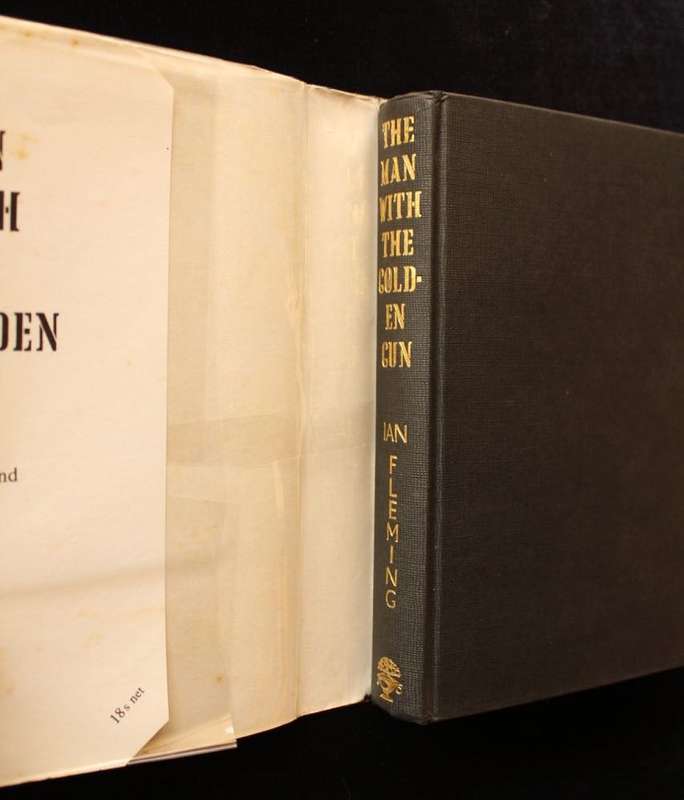 N
H
DEN
nd
18s net
THE
MAN
WITH
THE
GOLD-
EN
GUN
IAN
FLEMING